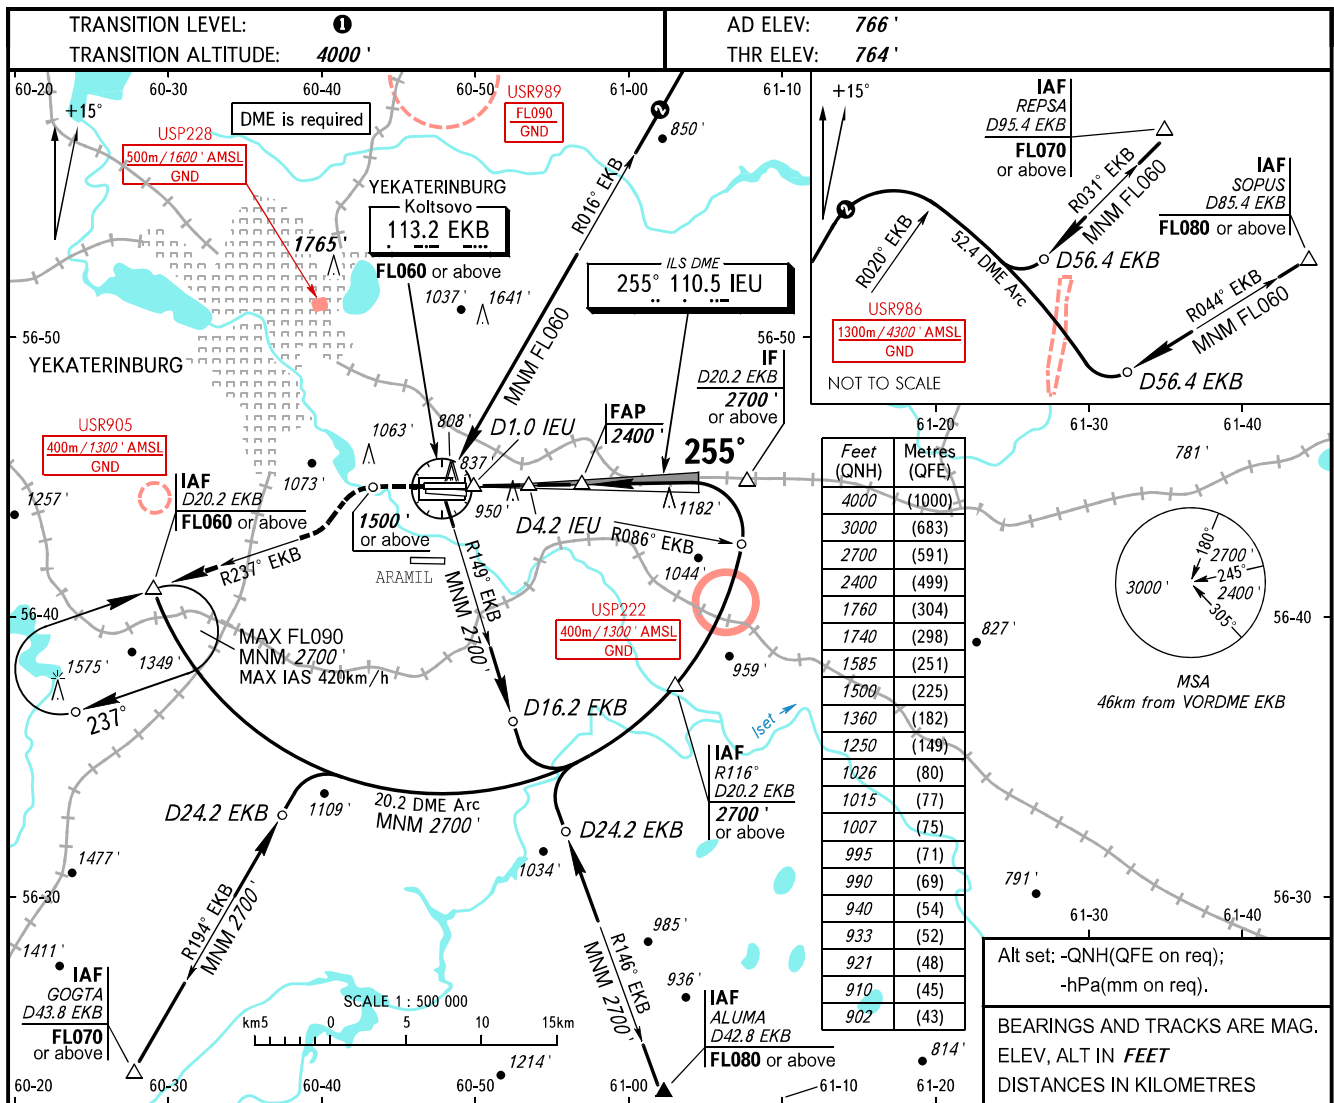 TRANSITION LEVEL: 1
TRANSITION ALTITUDE: 4000'
AD ELEV: 766'
THR ELEV: 764'
60-20
60-30
60-40
60-50
61-00
61-10
+15°
DME is required
USP228
500m/1600' AMSL
GND
USR989
FL090
GND
2
850'
R016° EKB
MNM FL060
YEKATERINBURG
Koltsovo
113.2 EKB
FL060 or above
1765'
1037'
1641'
ILS DME
255° 110.5 IEU
+15°
IAF
REPSA
D95.4 EKB
FL070
or above
IAF
SOPUS
D85.4 EKB
FL080 or above
2
R031° EKB
MNM FL060
R020° EKB
52.4 DME Arc
D56.4 EKB
R044° EKB
MNM FL060
USR986
1300m/4300' AMSL
GND
D56.4 EKB
NOT TO SCALE
56-50
56-50
YEKATERINBURG
IF
D20.2 EKB
2700'
or above
61-20
61-30
61-40
USR905
400m/1300' AMSL
GND
1063'
808'
D1.0 IEU
FAP
2400'
255°
837'
1073'
1257'
IAF
D20.2 EKB
FL060 or above
1500'
or above
950'
D4.2 IEU
1182'
R086° EKB
1044'
781'
R237° EKB
ARAMIL
R149° EKB
MNM 2700'
USP222
400m/1300' AMSL
GND
Feet
(QNH)
Metres
(QFE)
4000 (1000)
3000 (683)
2700 (591)
2400 (499)
1760 (304)
1740 (298)
1585 (251)
1500 (225)
1360 (182)
1250 (149)
1026 (80)
1015 (77)
1007 (75)
995 (71)
990 (69)
940 (54)
933 (52)
921 (48)
910 (45)
902 (43)
3000'
180°
2700'
245°
2400'
305°
MSA
46km from VORDME EKB
56-40
56-40
827'
MAX FL090
MNM 2700'
MAX IAS 420km/h
1349'
1575'
237°
959'
D16.2 EKB
Iset
IAF
R116°
D20.2 EKB
2700'
or above
D24.2 EKB
1109'
20.2 DME Arc
MNM 2700'
D24.2 EKB
1034'
1477'
56-30
56-30
791'
61-30
61-40
R194° EKB
MNM 2700'
1411'
IAF
GOGTA
D43.8 EKB
FL070
or above
985'
R146° EKB
MNM 2700'
936'
IAF
ALUMA
D42.8 EKB
FL080 or above
SCALE 1 : 500 000
km5 0 5 10 15km
1214'
814'
60-20
60-30
60-40
60-50
61-00
61-10
61-20
Alt set: -QNH(QFE on req);
-hPa(mm on req).
BEARINGS AND TRACKS ARE MAG.
ELEV, ALT IN FEET
DISTANCES IN KILOMETRES